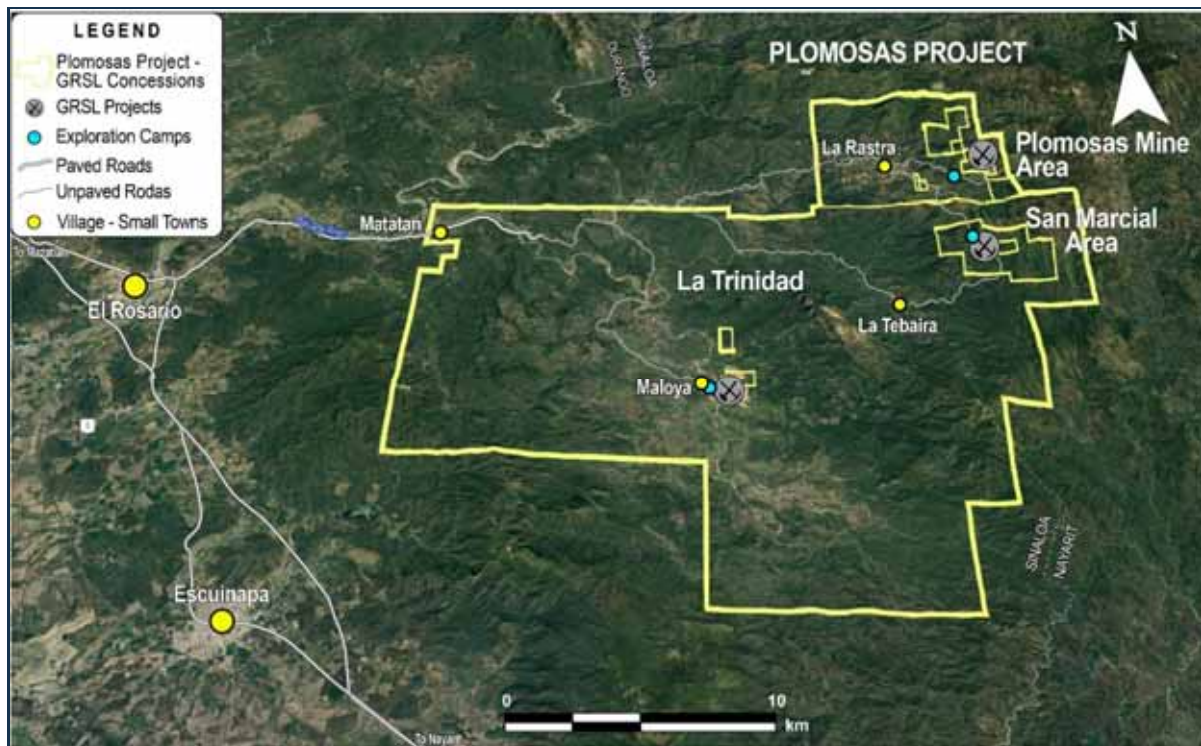 LEGEND
Plomosas Project -
GRSL Concessions
GRSL Projects
Exploration Camps
Paved Roads
Unpaved Rodas
Village - Small Towns
PLOMOSAS PROJECT
N
SINALOA
DURANGO
La Rastra
Plomosas Mine
Area
Matatan
San Marcial
Area
La Trinidad
La Tebaira
El Rosario
Maloya
SINALOA
NAYARIT
Escuinapa
0
10
km
To Nayarit